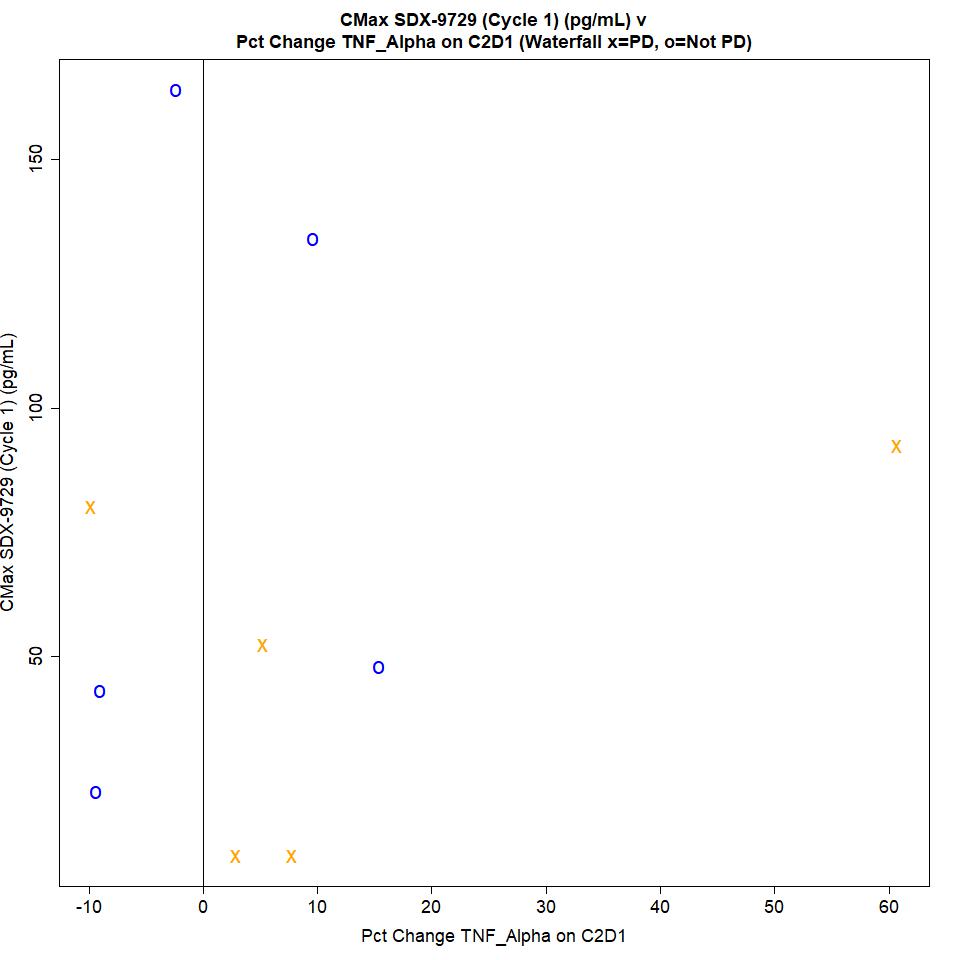 CMax SDX-9729 (Cycle 1) (pg/mL) v
Pct Change TNF_Alpha on C2D1 (Waterfall x=PD, o=Not PD)
CMax SDX-9729 (Cycle 1) (pg/mL)
150
100
50
O
O
X
X
X
O
O
O
X X
-10 0 10 20 30 40 50 60
Pct Change TNF_Alpha on C2D1